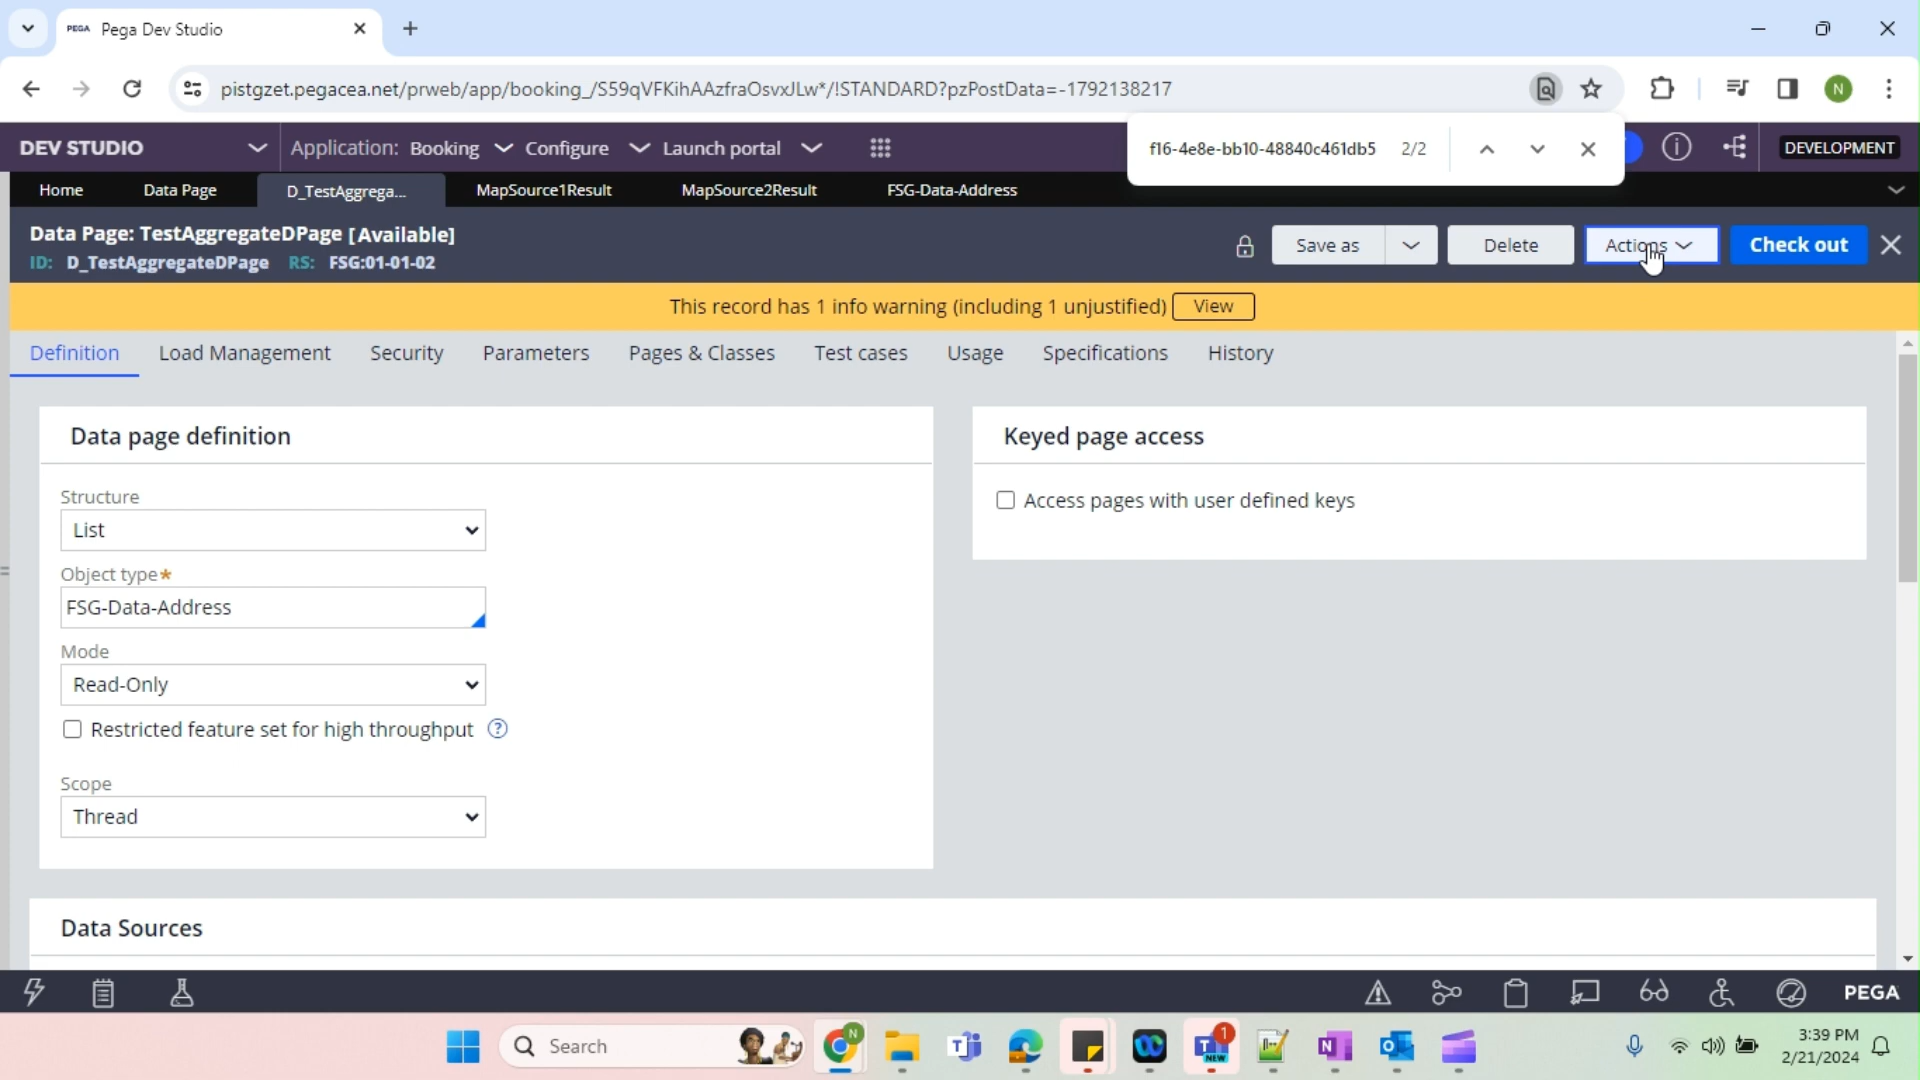 PEGA Pega Dev Studio
pistgzet.pegacea.net/prweb/app/booking_/S59qVFKihAAzfraOsvxJLw*/!STANDARD?pzPostData=-1792138217
N
DEV STUDIO Application: Booking Configure Launch portal
f16-4e8e-bb10-48840c461db5 2/2
DEVELOPMENT
Home Data Page D_TestAggrega... MapSource1Result MapSource2Result FSG-Data-Address
Data Page: TestAggregateDPage [Available]
ID: D_TestAggregateDPage RS: FSG:01-01-02
Save as Delete Actions Check out
This record has 1 info warning (including 1 unjustified) View
Definition Load Management Security Parameters Pages & Classes Test cases Usage Specifications History
Data page definition
Keyed page access
Structure
List
Access pages with user defined keys
Object type*
FSG-Data-Address
Mode
Read-Only
Restricted feature set for high throughput ?
Scope
Thread
Data Sources
PEGA
Search
N
T
NEW
1
N
3:39 PM
2/21/2024